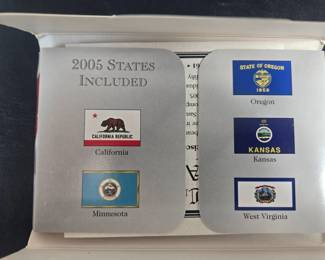 2005 STATES
INCLUDED
CALIFORNIA REPUBLIC
California
Minnesota
STATE OF OREGON
1859
Oregon
KANSAS
Kansas
West Virginia